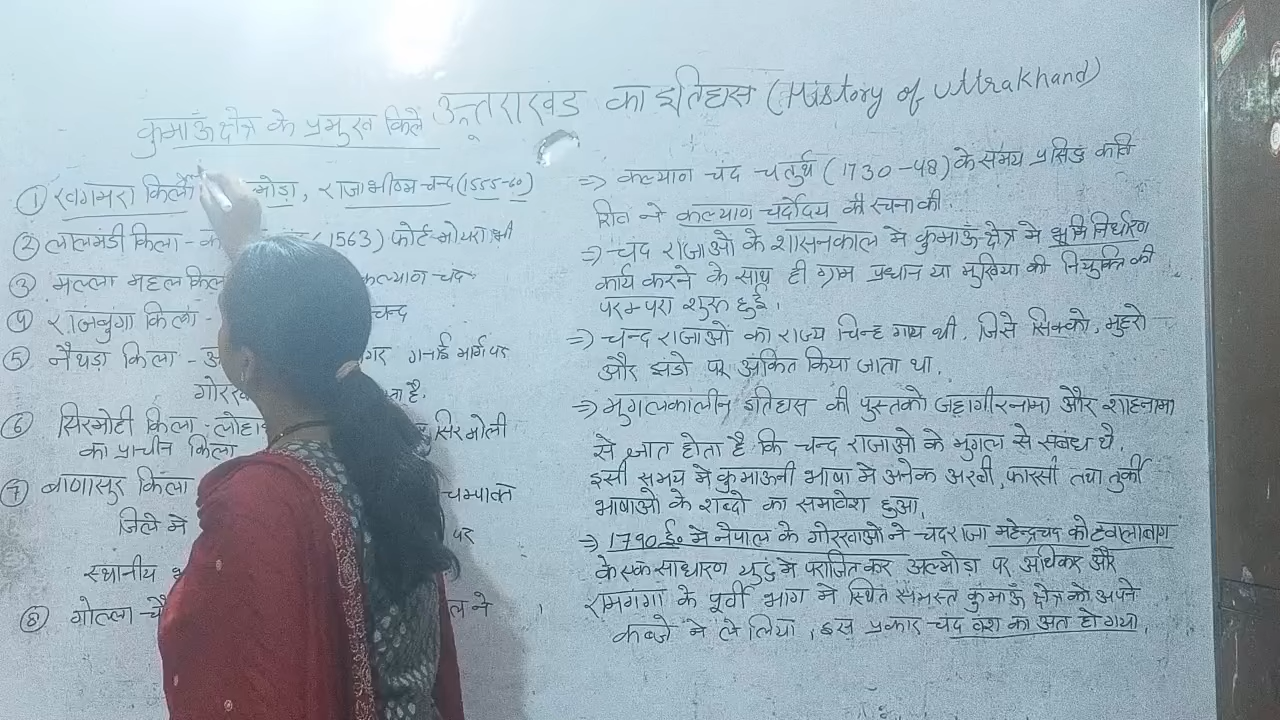 उत्तराखंड का इतिहास (History of Uttrakhand)
कुमाऊँ क्षेत्र के प्रमुख किलें
① खगमरा किला मोड़ा, राजा भीष्म चन्द (1555-60)
② लालमंडी किला - क (1563) फोर्ट-मोयरा भी
③ मल्ला महल किल कल्याण चंद
④ राजबुंगा किला - चन्द
⑤ नैथड़ा किला - गनाई मार्ग पर
गोरख है.
⑥ सिरमोटी किला - लोहा सिरमोली
का प्राचीन किला
⑦ बाणासुर किला चम्पावत
जिले में पर
स्थानीय
⑧ गोल्ला-चौ ल ने
=> कल्याण चंद चतुर्थ (1730-48) के समय प्रसिद्ध कवि
शिव ने कल्याण चंद्रोदय की रचना की.
=> चंद राजाओं के शासनकाल में कुमाऊँ क्षेत्र में भूमि निर्धारण
कार्य करने के साथ ही ग्राम प्रधान या मुखिया की नियुक्ति की
परम्परा शुरू हुई.
=> चन्द राजाओं का राज्य चिन्ह गाय थी, जिसे सिक्को, मुहरो
और झंडो पर अंकित किया जाता था.
=> मुगलकालीन इतिहास की पुस्तको जहांगीरनामा और शाहनामा
से ज्ञात होता है कि चन्द राजाओ के मुगल से संबंध थे.
इसी समय में कुमाऊनी भाषा मे अनेक अरबी, फारसी तथा तुर्की
भाषाओ के शब्दो का समावेश हुआ.
=> 1790 ई० में नेपाल के गोरखाओं ने चंद राजा महेन्द्रचंद को हवालाबाग
के एक साधारण युद्ध में पराजित कर अल्मोड़ा पर अधिकर और
रामगंगा के पूर्वी भाग में स्थित समस्त कुंमाऊँ क्षेत्र को अपने
कब्जे ने ले लिया, इस प्रकार चंद वंश का अंत हो गया.